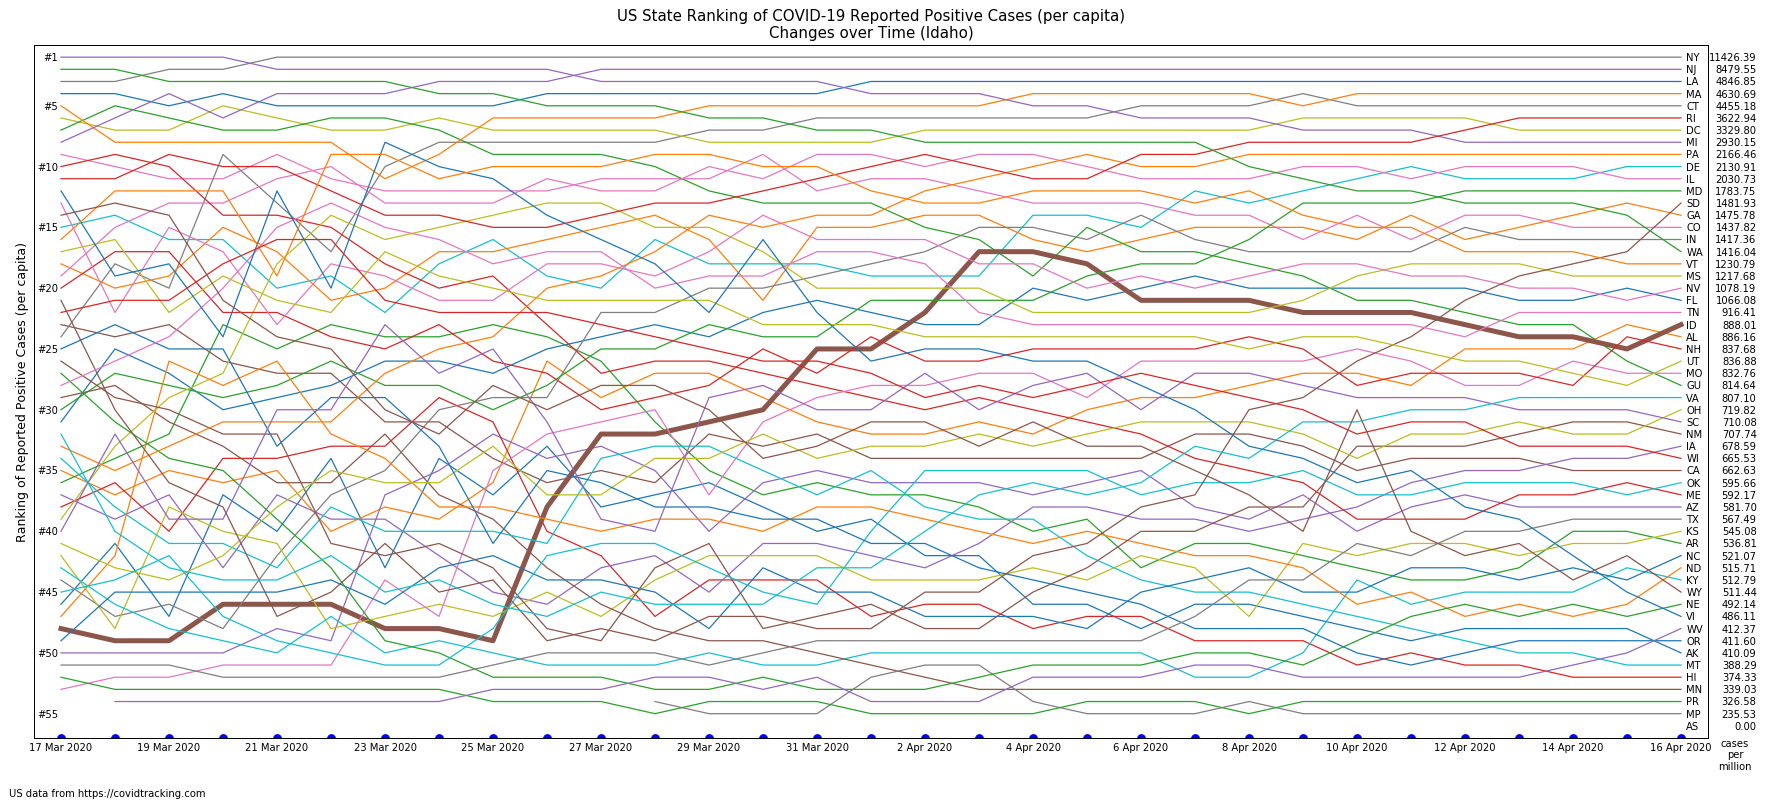 US State Ranking of COVID-19 Reported Positive Cases (per capita)
Changes over Time (Idaho)
Ranking of Reported Positive Cases (per capita)
#1
#5
#10
#15
#20
#25
#30
#35
#40
#45
#50
#55
NY 11426.39
NJ 8479.55
LA 4846.85
MA 4630.69
CT 4455.18
RI 3622.94
DC 3329.80
MI 2930.15
PA 2166.46
DE 2130.91
IL 2030.73
MD 1783.75
SD 1481.93
GA 1475.78
CO 1437.82
IN 1417.36
WA 1416.04
VT 1230.79
MS 1217.68
NV 1078.19
FL 1066.08
TN 916.41
ID 888.01
AL 886.16
NH 837.68
UT 836.88
MO 832.76
GU 814.64
VA 807.10
OH 719.82
SC 710.08
NM 707.74
IA 678.59
WI 665.53
CA 662.63
OK 595.66
ME 592.17
AZ 581.70
TX 567.49
KS 545.08
AR 536.81
NC 521.07
ND 515.71
KY 512.79
WY 511.44
NE 492.14
VI 486.11
WV 412.37
OR 411.60
AK 410.09
MT 388.29
HI 374.33
MN 339.03
PR 326.58
MP 235.53
AS 0.00
17 Mar 2020 19 Mar 2020 21 Mar 2020 23 Mar 2020 25 Mar 2020 27 Mar 2020 29 Mar 2020 31 Mar 2020 2 Apr 2020 4 Apr 2020 6 Apr 2020 8 Apr 2020 10 Apr 2020 12 Apr 2020 14 Apr 2020 16 Apr 2020
cases
per
million
US data from https://covidtracking.com